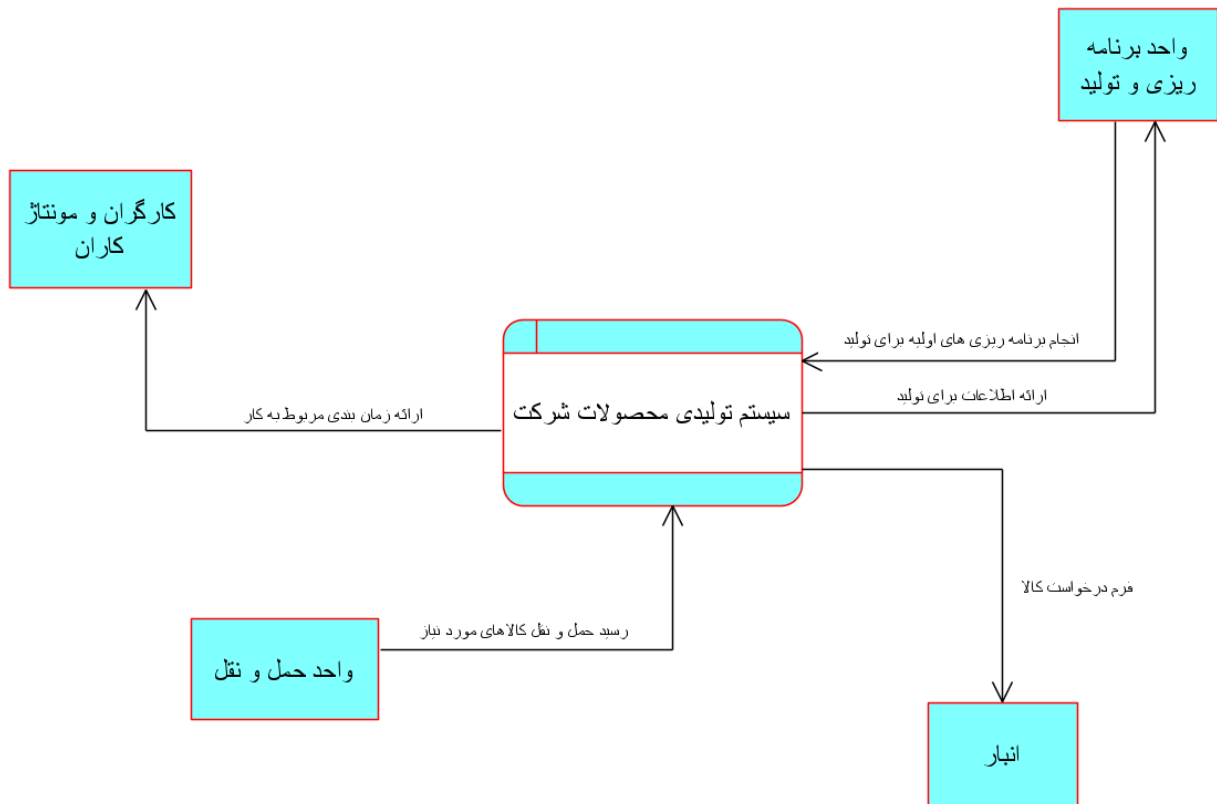 واحد برنامه
ریزی و تولید
کارگران و مونتاژ
کاران
انجام برنامه ریزی های اولیه برای تولید
سیستم تولیدی محصولات شرکت
ارائه اطلاعات برای تولید
ارائه زمان بندی مربوط به کار
فرم درخواست کالا
رسید حمل و نقل کالاهای مورد نیاز
واحد حمل و نقل
انبار